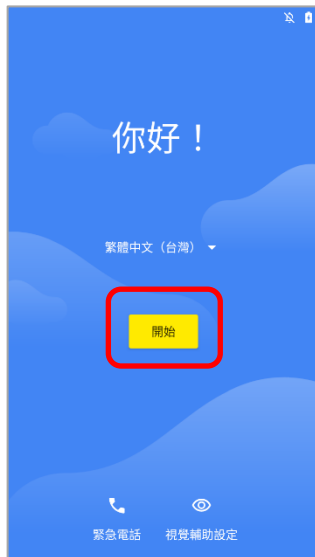 你好！
繁體中文（台灣）
開始
緊急電話 視覺輔助設定